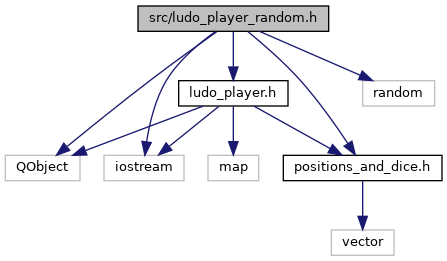 src/ludo_player_random.h
ludo_player.h
random
QObject
iostream
map
positions_and_dice.h
vector